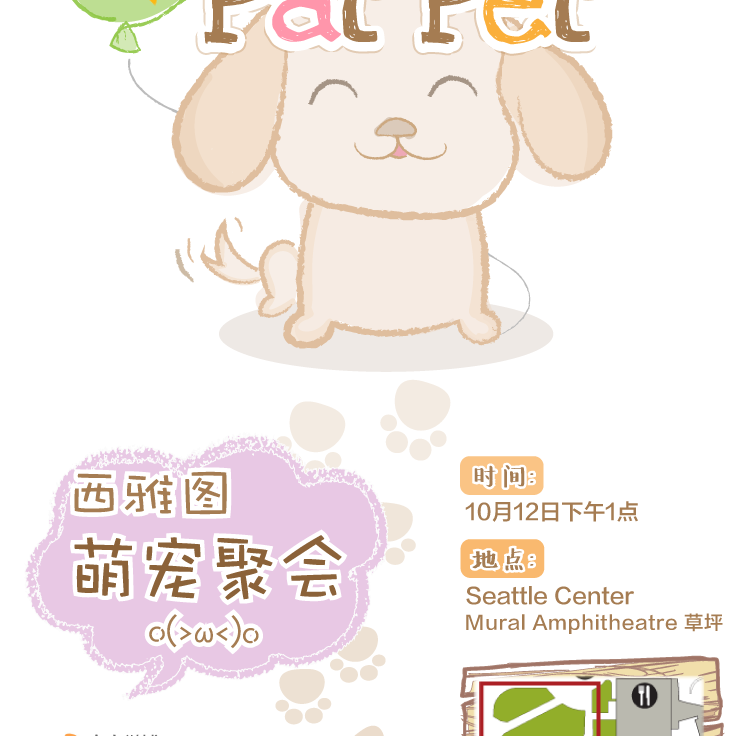 Pat Pet
西雅图
萌宠聚会
o(>ω<)o
时间:
10月12日下午1点
地点:
Seattle Center
Mural Amphitheatre 草坪